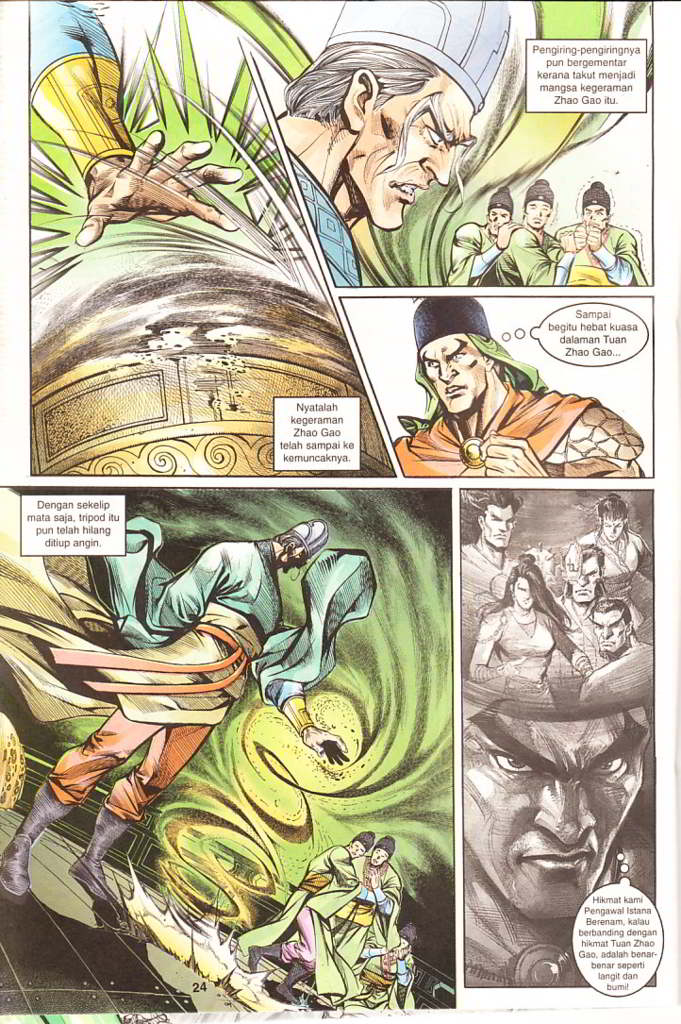 Pengiring-pengiringnya
pun bergementar
kerana takut menjadi
mangsa kegeraman
Zhao Gao itu.
Nyatalah
kegeraman
Zhao Gao
telah sampai ke
kemuncaknya.
Sampai
begitu hebat kuasa
dalaman Tuan
Zhao Gao...
Dengan sekelip
mata saja, tripod itu
pun telah hilang
ditiup angin.
Hikmat kami
Pengawal Istana
Berenam, kalau
berbanding dengan
hikmat Tuan Zhao
Gao, adalah benar-
benar seperti
langit dan
bumi!
24